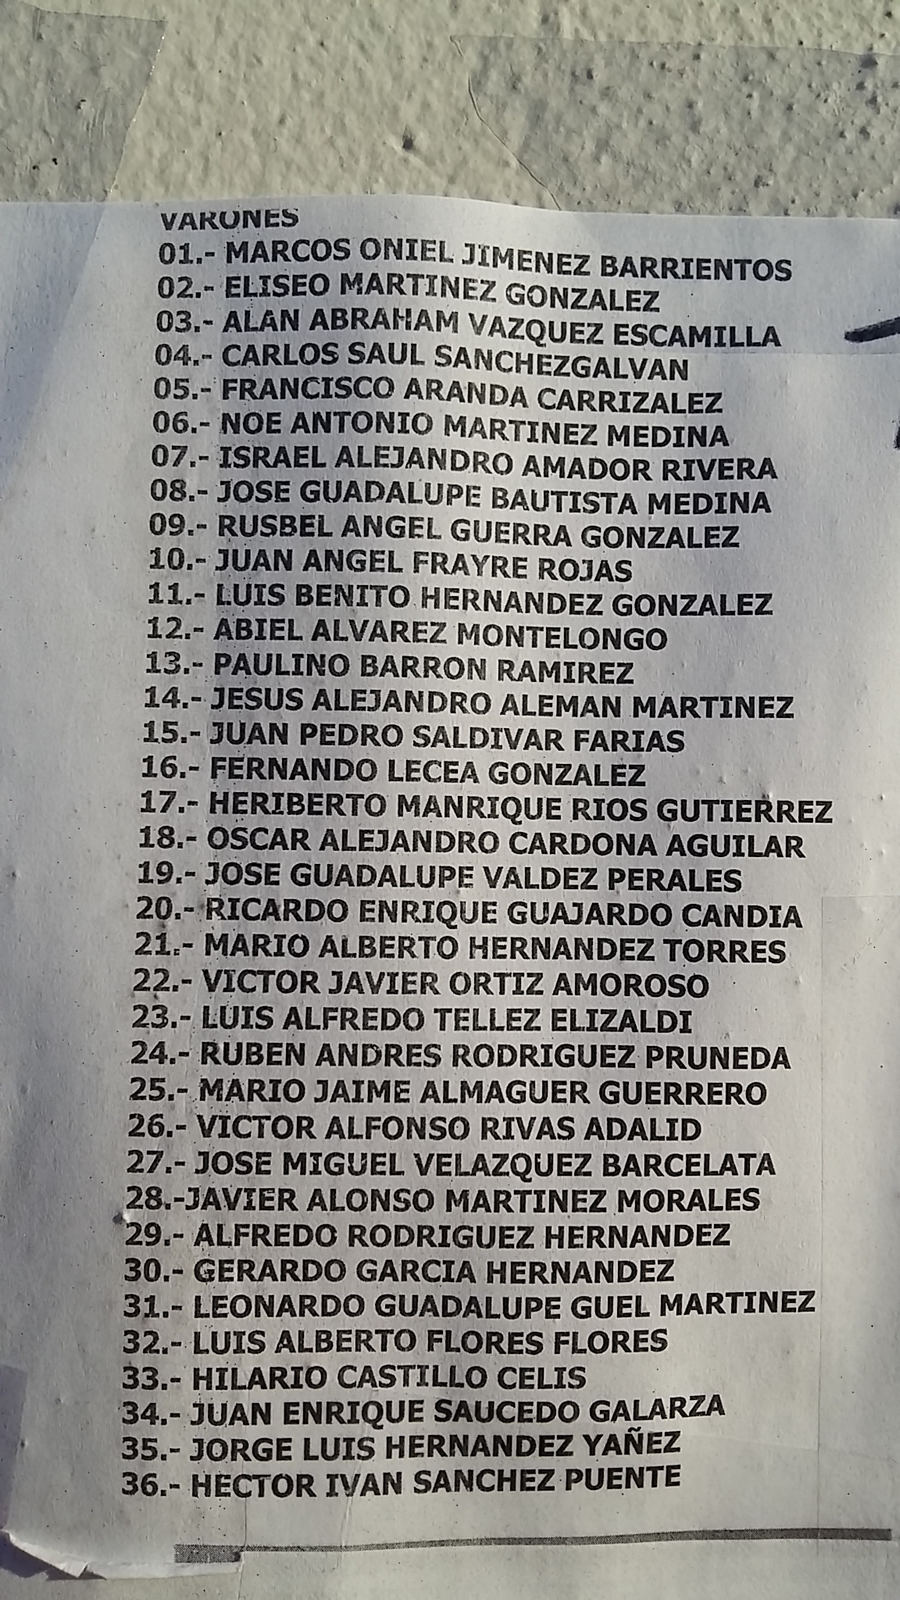 VARONES
01.- MARCOS ONIEL JIMENEZ BARRIENTOS
02.- ELISEO MARTINEZ GONZALEZ
03.- ALAN ABRAHAM VAZQUEZ ESCAMILLA
04.- CARLOS SAUL SANCHEZGALVAN
05.- FRANCISCO ARANDA CARRIZALEZ
06.- NOE ANTONIO MARTINEZ MEDINA
07.- ISRAEL ALEJANDRO AMADOR RIVERA
08.- JOSE GUADALUPE BAUTISTA MEDINA
09.- RUSBEL ANGEL GUERRA GONZALEZ
10.- JUAN ANGEL FRAYRE ROJAS
11.- LUIS BENITO HERNANDEZ GONZALEZ
12.- ABIEL ALVAREZ MONTELONGO
13.- PAULINO BARRON RAMIREZ
14.- JESUS ALEJANDRO ALEMAN MARTINEZ
15.- JUAN PEDRO SALDIVAR FARIAS
16.- FERNANDO LECEA GONZALEZ
17.- HERIBERTO MANRIQUE RIOS GUTIERREZ
18.- OSCAR ALEJANDRO CARDONA AGUILAR
19.- JOSE GUADALUPE VALDEZ PERALES
20.- RICARDO ENRIQUE GUAJARDO CANDIA
21.- MARIO ALBERTO HERNANDEZ TORRES
22.- VICTOR JAVIER ORTIZ AMOROSO
23.- LUIS ALFREDO TELLEZ ELIZALDI
24.- RUBEN ANDRES RODRIGUEZ PRUNEDA
25.- MARIO JAIME ALMAGUER GUERRERO
26.- VICTOR ALFONSO RIVAS ADALID
27.- JOSE MIGUEL VELAZQUEZ BARCELATA
28.-JAVIER ALONSO MARTINEZ MORALES
29.- ALFREDO RODRIGUEZ HERNANDEZ
30.- GERARDO GARCIA HERNANDEZ
31.- LEONARDO GUADALUPE GUEL MARTINEZ
32.- LUIS ALBERTO FLORES FLORES
33.- HILARIO CASTILLO CELIS
34.- JUAN ENRIQUE SAUCEDO GALARZA
35.- JORGE LUIS HERNANDEZ YAÑEZ
36.- HECTOR IVAN SANCHEZ PUENTE